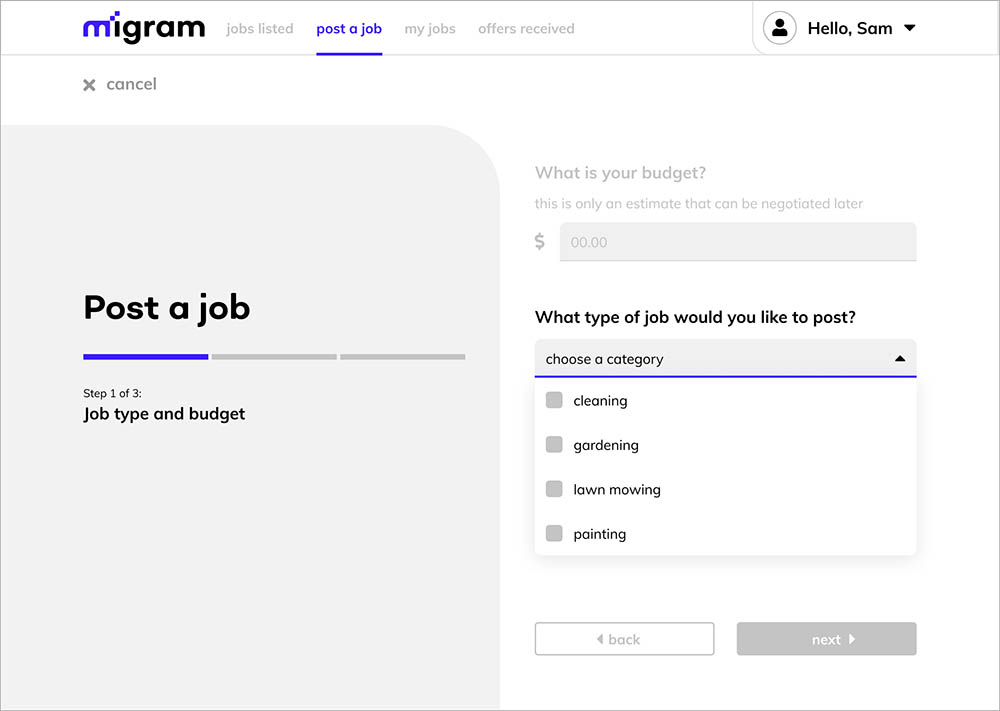 migram
jobs listed
post a job
my jobs
offers received
Hello, Sam
cancel
Post a job
Step 1 of 3:
Job type and budget
What is your budget?
this is only an estimate that can be negotiated later
$ 00.00
What type of job would you like to post?
choose a category
cleaning
gardening
lawn mowing
painting
back
next